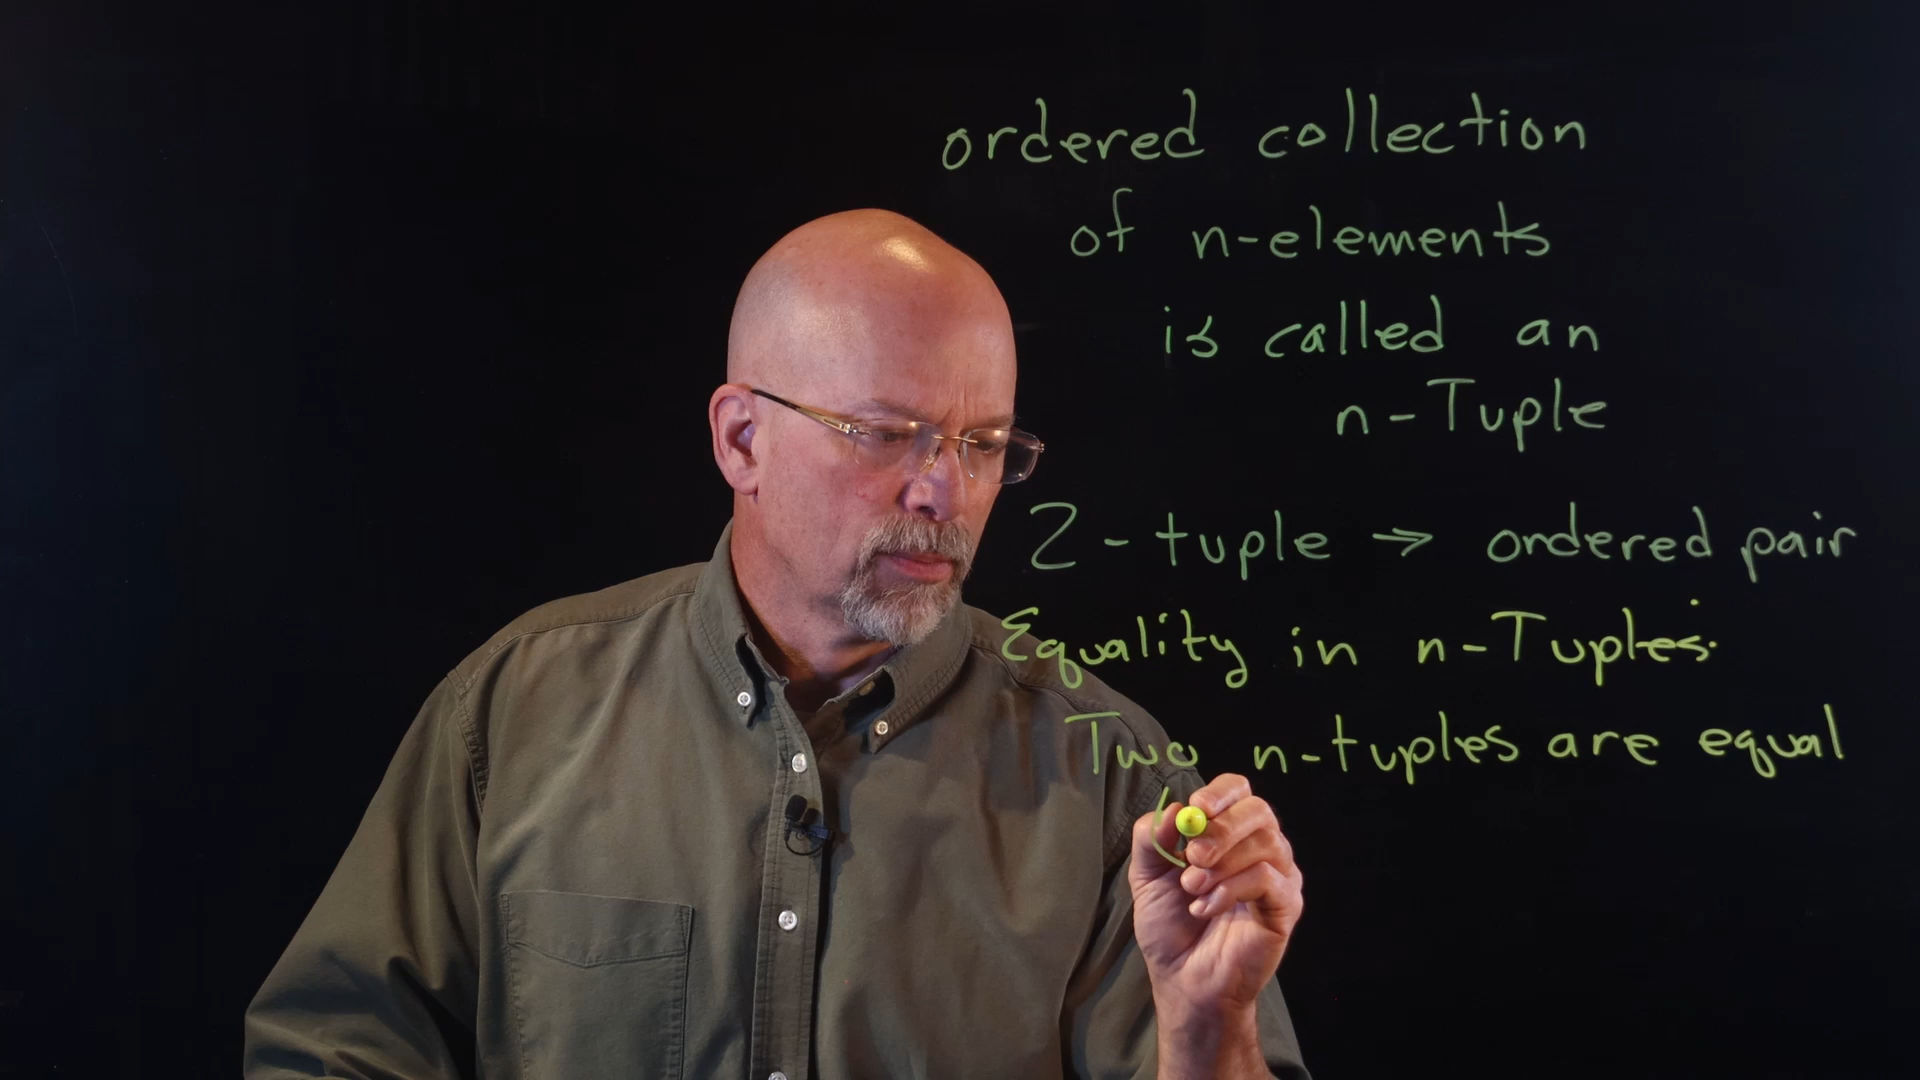 ordered collection
of n-elements
is called an
n-Tuple
2-tuple → ordered pair
Equality in n-Tuples:
Two n-tuples are equal
(